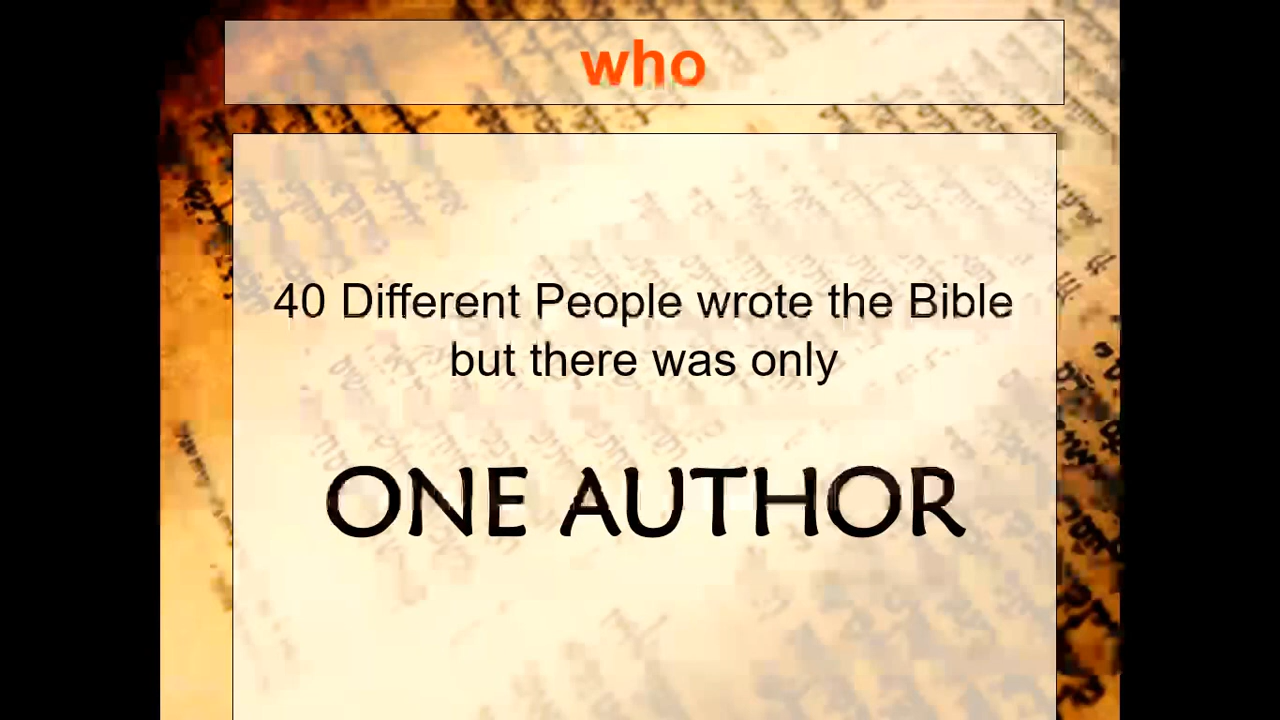 who
40 Different People wrote the Bible
but there was only
ONE AUTHOR